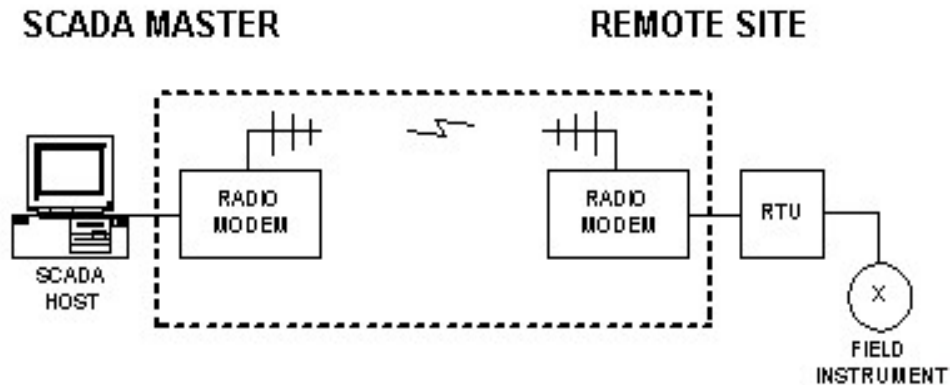 SCADA MASTER
REMOTE SITE
RADIO
MODEM
RADIO
MODEM
RTU
SCADA
HOST
X
FIELD
INSTRUMENT